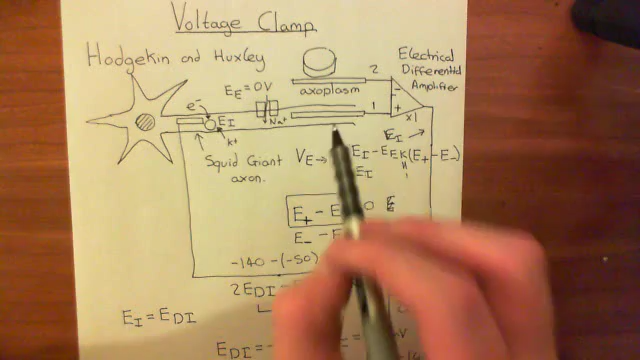 Voltage Clamp
Hodgekin and Huxley
Electrical
Differential
Amplifier
2
E_E = 0V
axoplasm
1
-
+
x1
e-
E_I
Na+
K+
E_I
Squid Giant
axon.
V_E → E_I - E_E K(E_+ - E_-)
E_I
E_+ - E 0 E
E_- - E
-140 - (-50)
2E_DI -
E_I = E_DI
E_DI = - V